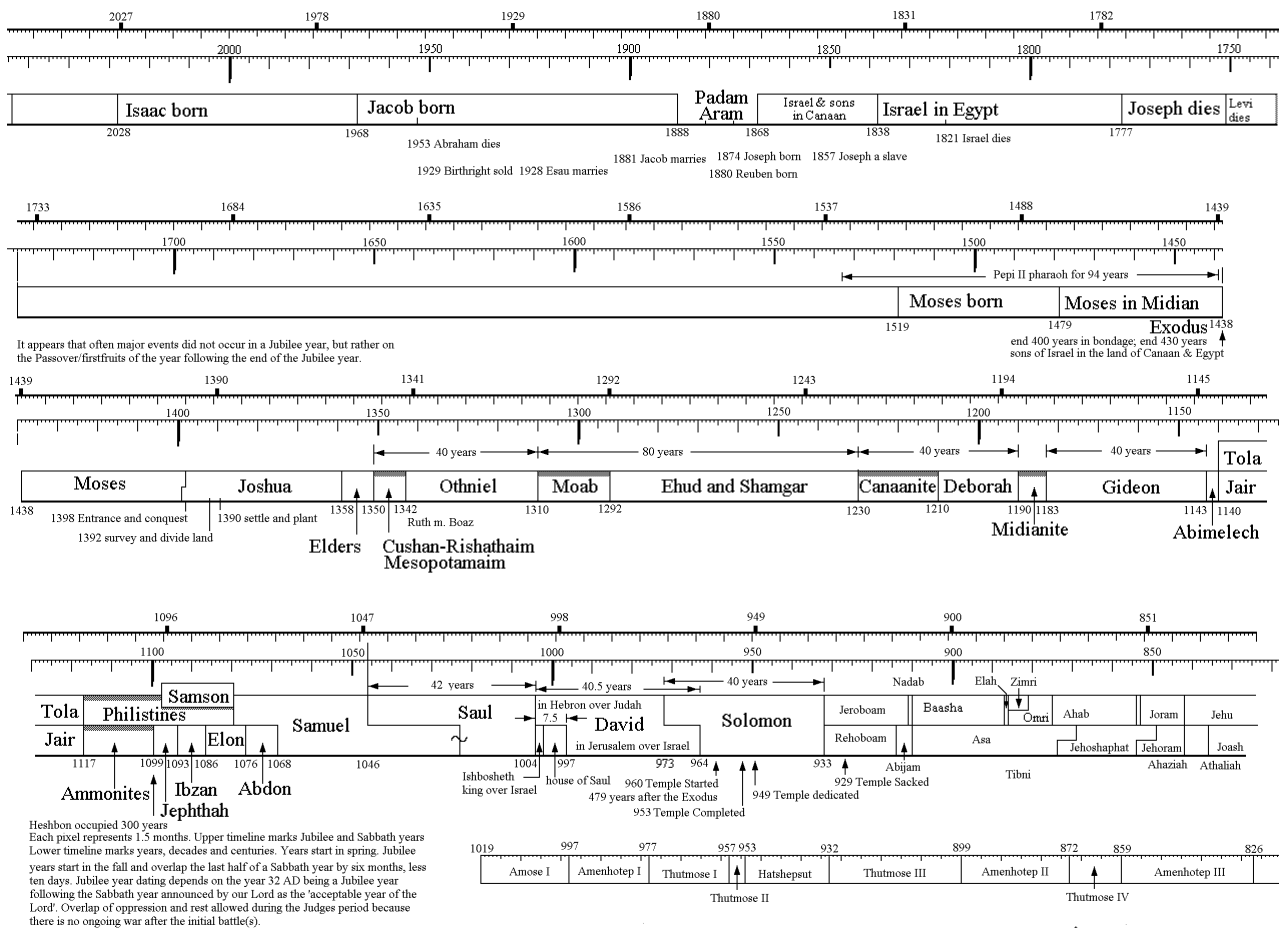 2027 1978 1929 1880 1831 1782
2000 1950 1900 1850 1800 1750
Isaac born Jacob born Padam Aram Israel & sons in Canaan Israel in Egypt Joseph dies Levi dies
2028 1968 1888 1868 1838 1777
1953 Abraham dies 1821 Israel dies
1881 Jacob marries 1874 Joseph born 1857 Joseph a slave
1929 Birthright sold 1928 Esau marries 1880 Reuben born
1733 1684 1635 1586 1537 1488 1439
1700 1650 1600 1550 1500 1450
Pepi II pharaoh for 94 years
Moses born Moses in Midian
1519 1479 Exodus 1438
end 400 years in bondage; end 430 years
sons of Israel in the land of Canaan & Egypt
It appears that often major events did not occur in a Jubilee year, but rather on
the Passover/firstfruits of the year following the end of the Jubilee year.
1439 1390 1341 1292 1243 1194 1145
1400 1350 1300 1250 1200 1150
40 years 80 years 40 years 40 years
Tola
Moses Joshua Othniel Moab Ehud and Shamgar Canaanite Deborah Gideon Jair
1438 1358 1350 1342 1310 1292 1230 1210 1190 1183 1143 1140
1398 Entrance and conquest 1390 settle and plant Ruth m. Boaz
1392 survey and divide land
Elders Cushan-Rishathaim Midianite Abimelech
Mesopotamaim
1096 1047 998 949 900 851
1100 1050 1000 950 900 850
42 years 40.5 years 40 years Nadab Elah Zimri
Samson
Tola Philistines Saul in Hebron over Judah Jeroboam Baasha Omri Ahab Joram Jehu
7.5
Samuel David Solomon
Jair Elon in Jerusalem over Israel Rehoboam Asa Jehoshaphat Jehoram Joash
1117 1099 1093 1086 1076 1068 1046 1004 997 973 964 933 Abijam Ahaziah Athaliah
Ammonites Jephthah Ibzan Abdon Ishbosheth king over Israel house of Saul Tibni
960 Temple Started 929 Temple Sacked
479 years after the Exodus 949 Temple dedicated
953 Temple Completed
Heshbon occupied 300 years
Each pixel represents 1.5 months. Upper timeline marks Jubilee and Sabbath years
Lower timeline marks years, decades and centuries. Years start in spring. Jubilee
years start in the fall and overlap the last half of a Sabbath year by six months, less
ten days. Jubilee year dating depends on the year 32 AD being a Jubilee year
following the Sabbath year announced by our Lord as the 'acceptable year of the
Lord'. Overlap of oppression and rest allowed during the Judges period because
there is no ongoing war after the initial battle(s).
1019 997 977 957 953 932 899 872 859 826
Amose I Amenhotep I Thutmose I Hatshepsut Thutmose III Amenhotep II Amenhotep III
Thutmose II Thutmose IV